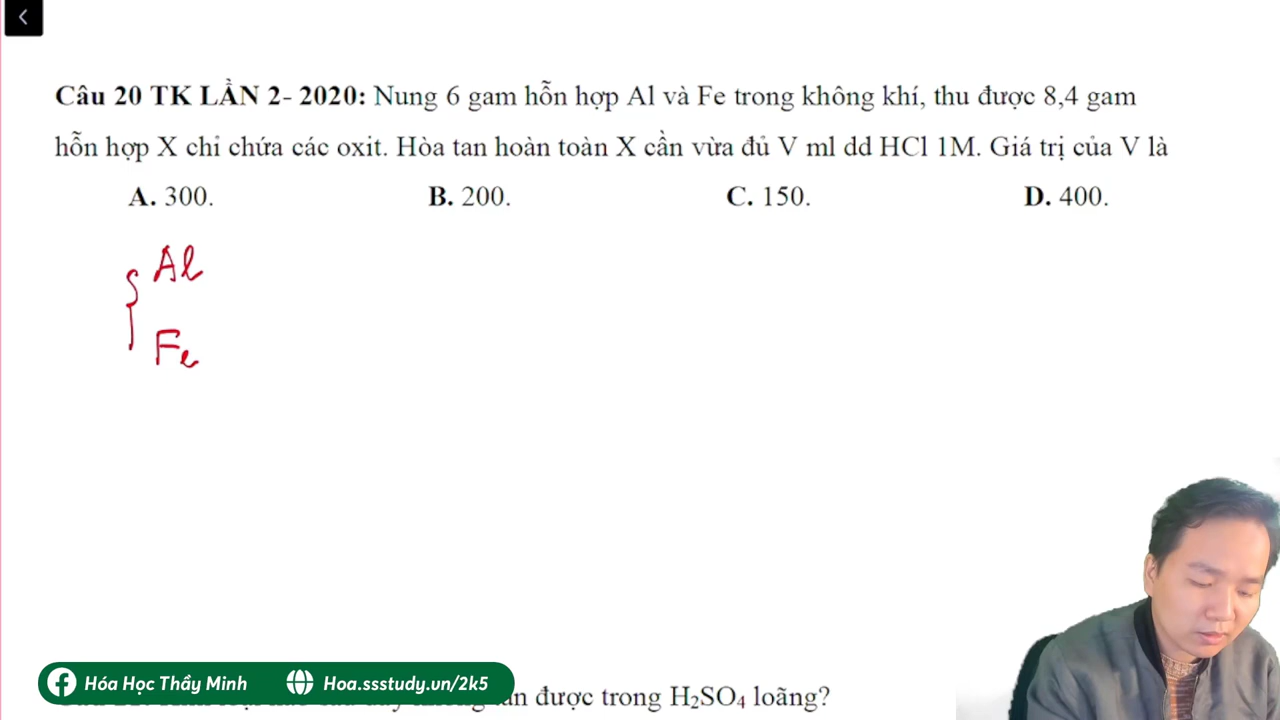 Câu 20 TK LẦN 2- 2020: Nung 6 gam hỗn hợp Al và Fe trong không khí, thu được 8,4 gam
hỗn hợp X chỉ chứa các oxit. Hòa tan hoàn toàn X cần vừa đủ V ml dd HCl 1M. Giá trị của V là
A. 300. B. 200. C. 150. D. 400.
Al
Fe
Hóa Học Thầy Minh Hoa.ssstudy.vn/2k5
được trong H₂SO₄ loãng?